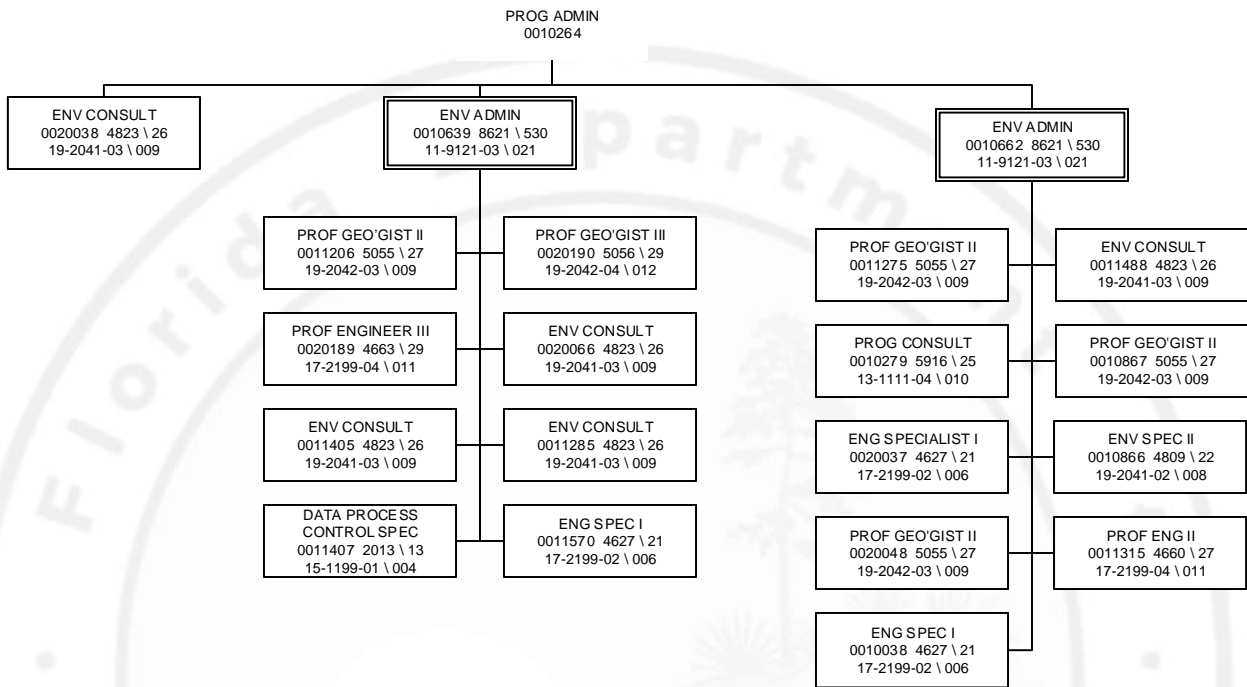 PROG ADMIN
0010264
ENV CONSULT
0020038 4823 \ 26
19-2041-03 \ 009
ENV ADMIN
0010639 8621 \ 530
11-9121-03 \ 021
ENV ADMIN
0010662 8621 \ 530
11-9121-03 \ 021
PROF GEO'GIST II
0011206 5055 \ 27
19-2042-03 \ 009
PROF GEO'GIST III
0020190 5056 \ 29
19-2042-04 \ 012
PROF ENGINEER III
0020189 4663 \ 29
17-2199-04 \ 011
ENV CONSULT
0020066 4823 \ 26
19-2041-03 \ 009
ENV CONSULT
0011405 4823 \ 26
19-2041-03 \ 009
ENV CONSULT
0011285 4823 \ 26
19-2041-03 \ 009
DATA PROCESS
CONTROL SPEC
0011407 2013 \ 13
15-1199-01 \ 004
ENG SPEC I
0011570 4627 \ 21
17-2199-02 \ 006
PROF GEO'GIST II
0011275 5055 \ 27
19-2042-03 \ 009
ENV CONSULT
0011488 4823 \ 26
19-2041-03 \ 009
PROG CONSULT
0010279 5916 \ 25
13-1111-04 \ 010
PROF GEO'GIST II
0010867 5055 \ 27
19-2042-03 \ 009
ENG SPECIALIST I
0020037 4627 \ 21
17-2199-02 \ 006
ENV SPEC II
0010866 4809 \ 22
19-2041-02 \ 008
PROF GEO'GIST II
0020048 5055 \ 27
19-2042-03 \ 009
PROF ENG II
0011315 4660 \ 27
17-2199-04 \ 011
ENG SPEC I
0010038 4627 \ 21
17-2199-02 \ 006
Florida